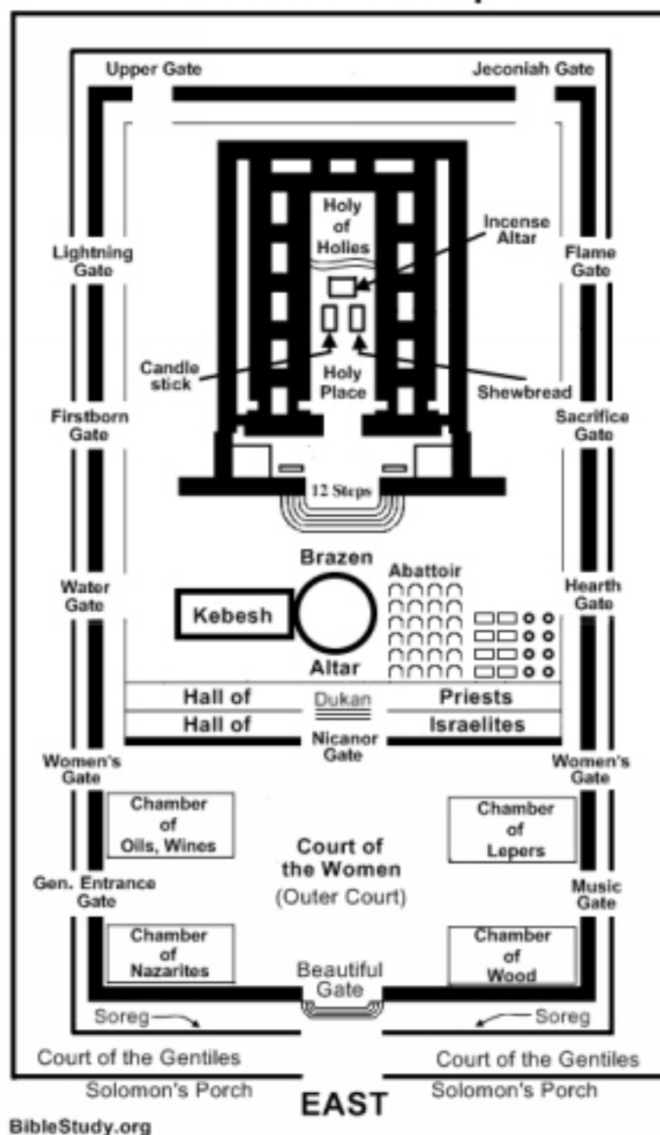 Upper Gate
Jeconiah Gate
Holy
of
Holies
Incense
Altar
Lightning
Gate
Flame
Gate
Candle
stick
Holy
Place
Shewbread
Firstborn
Gate
Sacrifice
Gate
12 Steps
Brazen
Abattoir
Water
Gate
Kebesh
Hearth
Gate
Altar
Hall of
Dukan
Priests
Hall of
Israelites
Nicanor
Gate
Women's
Gate
Women's
Gate
Chamber
of
Oils, Wines
Court of
the Women
(Outer Court)
Chamber
of
Lepers
Gen. Entrance
Gate
Music
Gate
Chamber
of
Nazarites
Beautiful
Gate
Chamber
of
Wood
Soreg
Soreg
Court of the Gentiles
Court of the Gentiles
Solomon's Porch
EAST
Solomon's Porch
BibleStudy.org